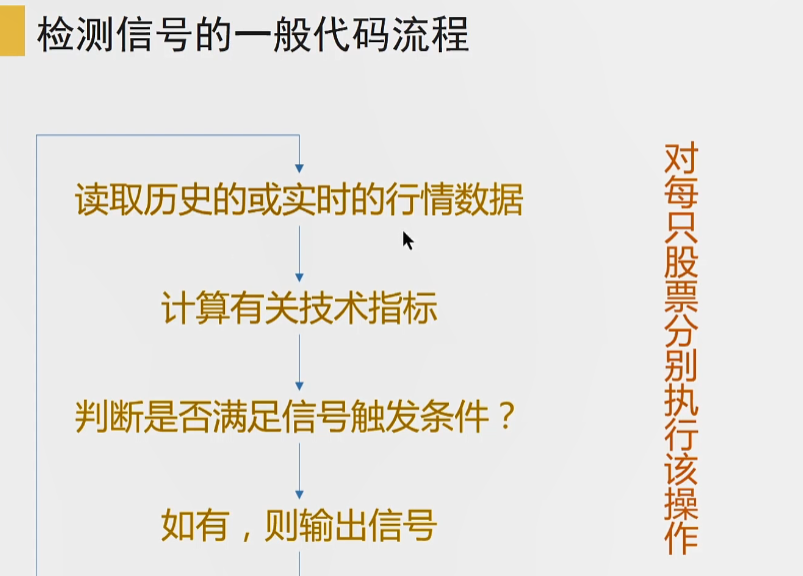 检测信号的一般代码流程
读取历史的或实时的行情数据
计算有关技术指标
判断是否满足信号触发条件？
如有，则输出信号
对每只股票分别执行该操作